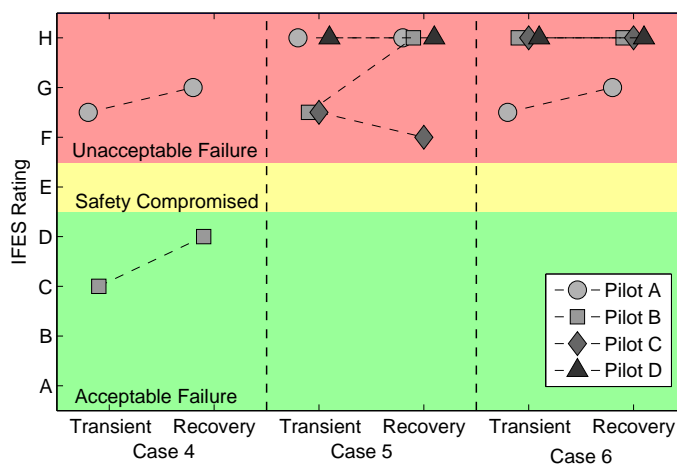 IFES Rating
H
G
F
Unacceptable Failure
E
Safety Compromised
D
C
B
A
Acceptable Failure
Pilot A
Pilot B
Pilot C
Pilot D
Transient Recovery Transient Recovery Transient Recovery
Case 4 Case 5 Case 6